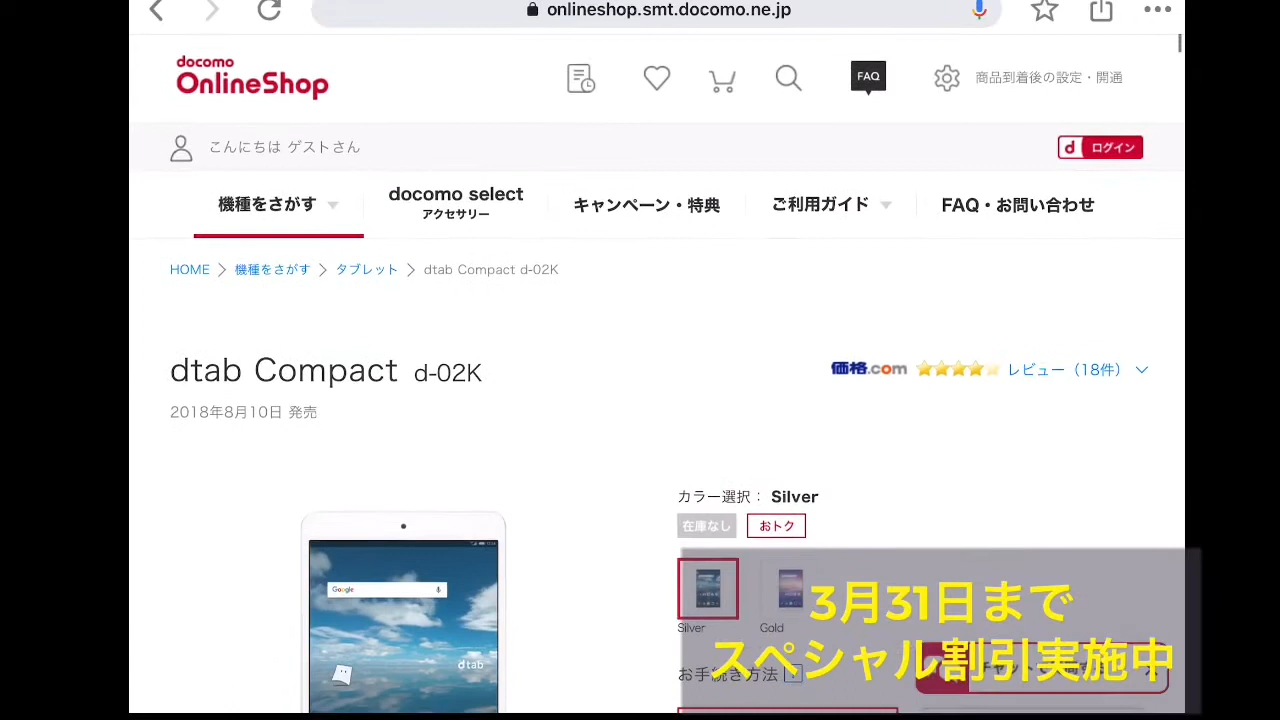 onlineshop.smt.docomo.ne.jp
docomo
OnlineShop
FAQ
商品到着後の設定・開通
こんにちは ゲストさん
d ログイン
機種をさがす
docomo select
アクセサリー
キャンペーン・特典
ご利用ガイド
FAQ・お問い合わせ
HOME > 機種をさがす > タブレット > dtab Compact d-02K
dtab Compact d-02K
価格.com
レビュー（18件）
2018年8月10日 発売
カラー選択： Silver
在庫なし
おトク
Google
dtab
Silver
Gold
3月31日まで
スペシャル割引実施中
お手続き方法